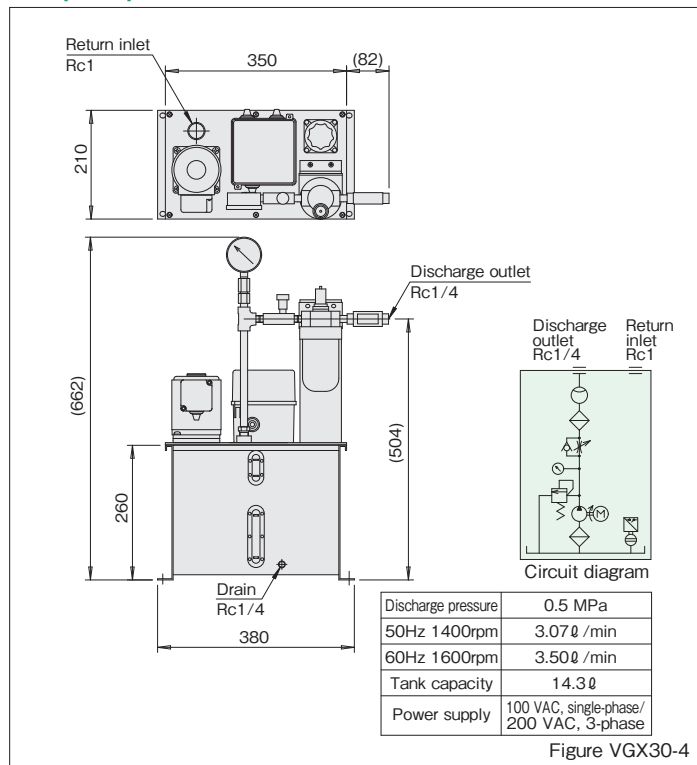 Return inlet
Rc1
350
(82)
210
Discharge outlet
Rc1/4
(662)
(504)
260
Drain
Rc1/4
380
Discharge
outlet
Rc1/4
Return
inlet
Rc1
M
Circuit diagram
Discharge pressure 0.5 MPa
50Hz 1400rpm 3.07ℓ/min
60Hz 1600rpm 3.50ℓ/min
Tank capacity 14.3ℓ
Power supply 100 VAC, single-phase/
200 VAC, 3-phase
Figure VGX30-4